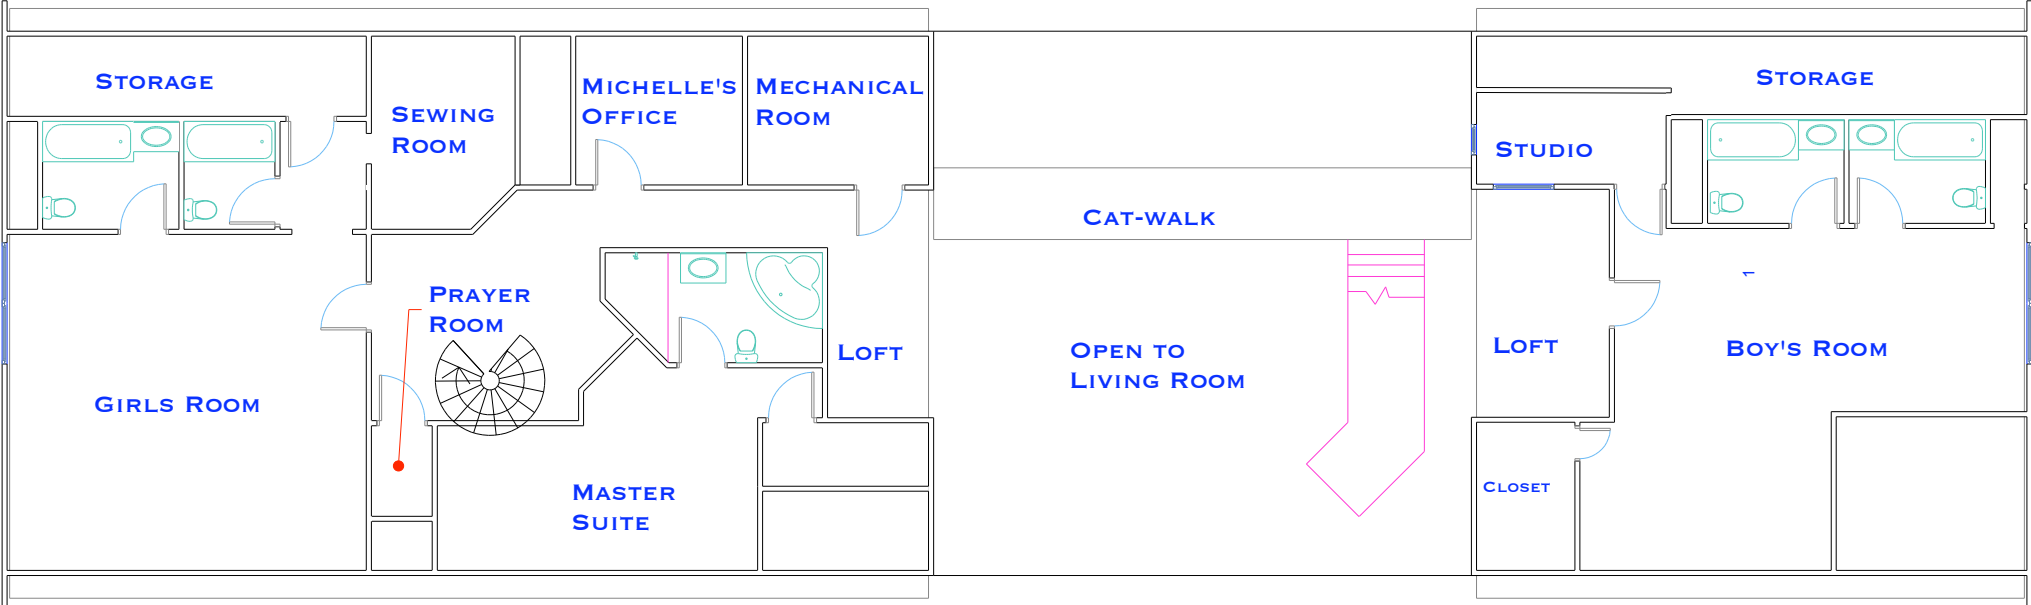 Storage
Sewing
Room
Michelle's
Office
Mechanical
Room
Storage
Studio
Cat-walk
Prayer
Room
Loft
Open to
Living Room
Loft
1
Boy's Room
Girls Room
Master
Suite
Closet